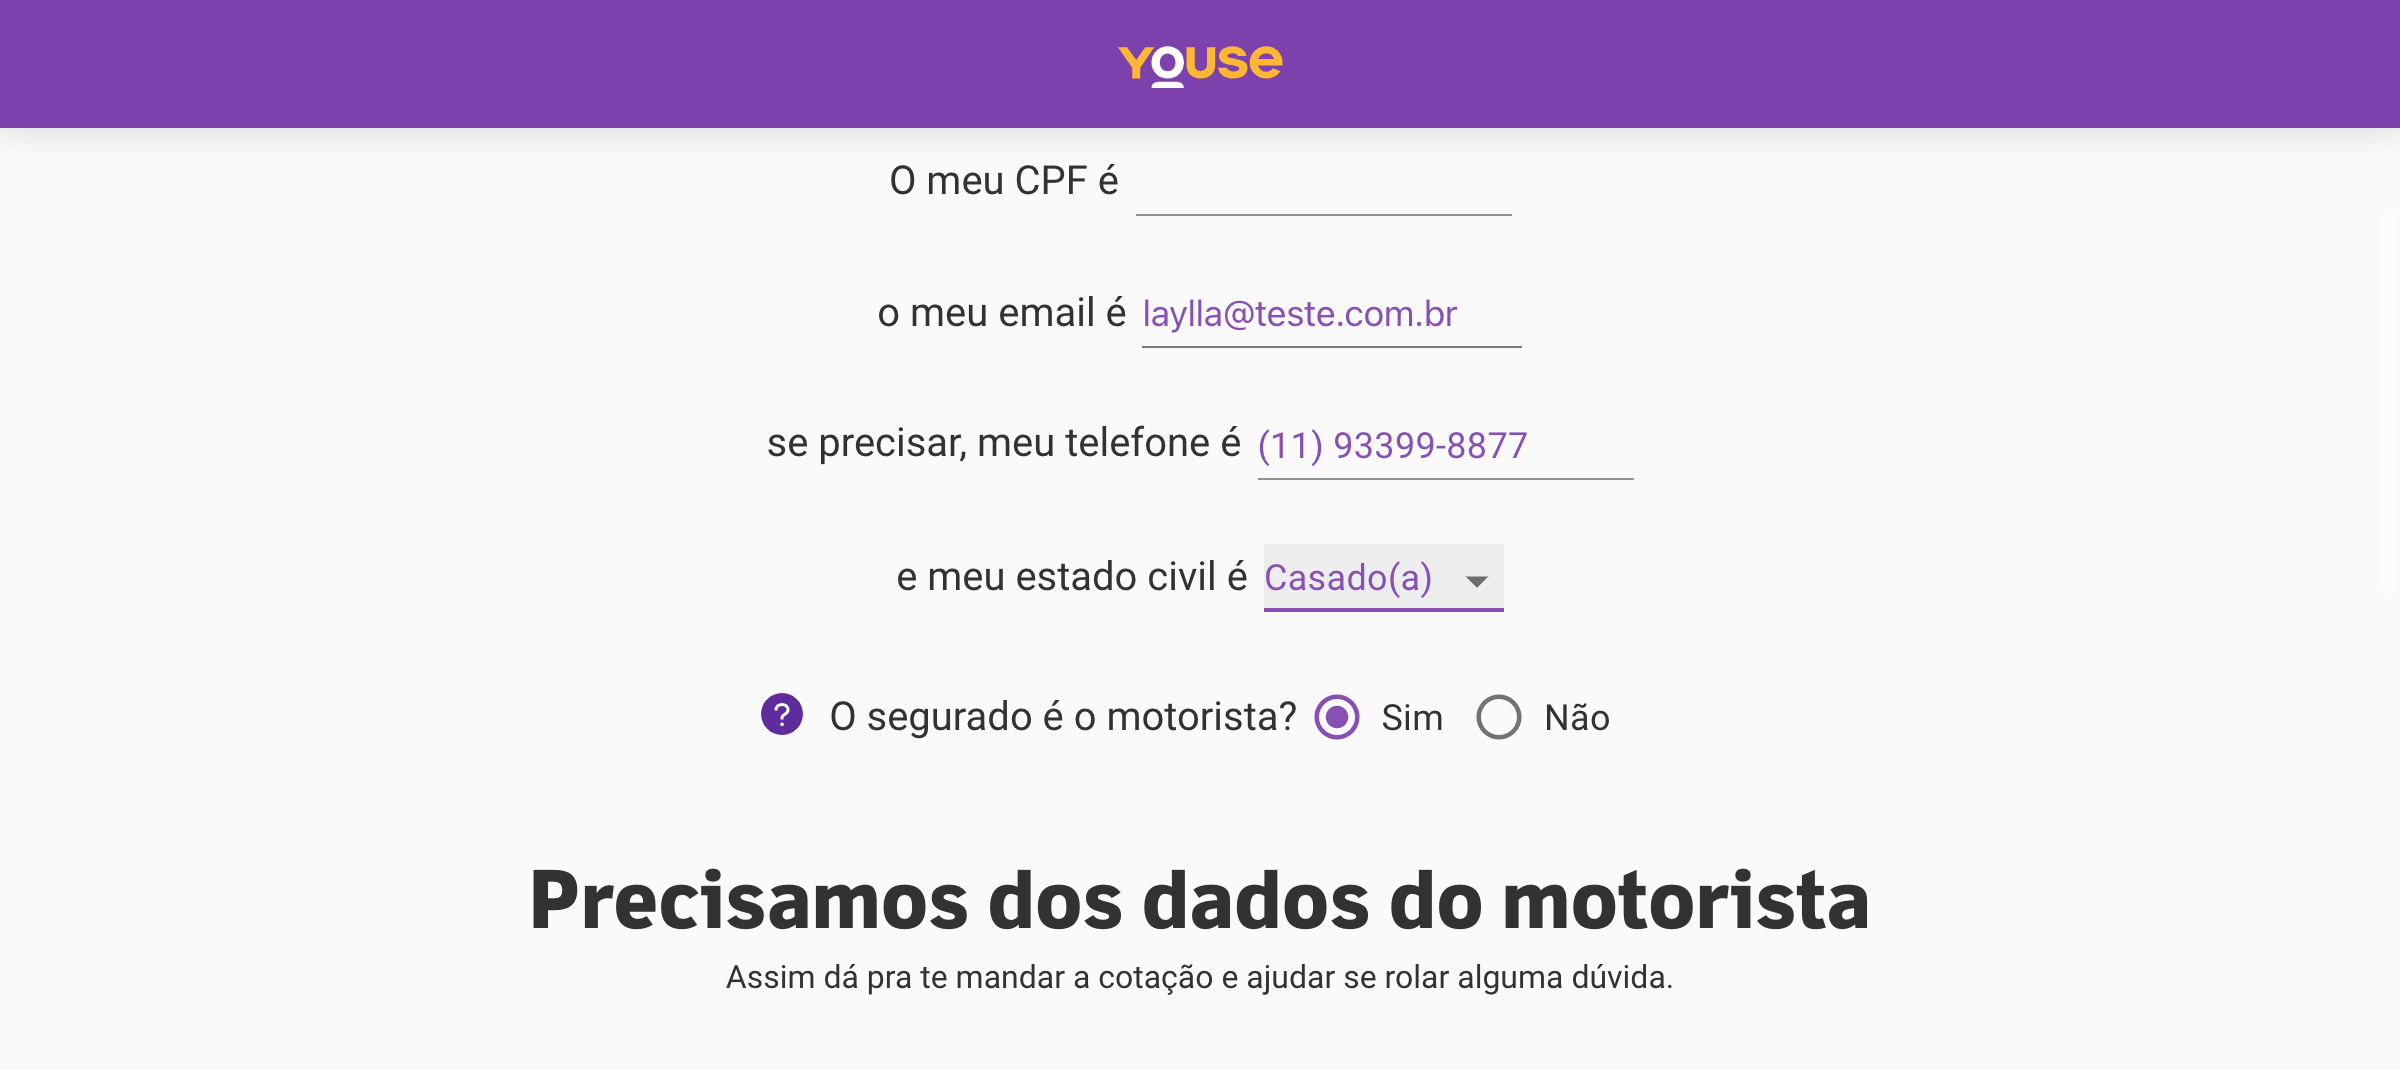 YOUSE
O meu CPF é
o meu email é laylla@teste.com.br
se precisar, meu telefone é (11) 93399-8877
e meu estado civil é Casado(a)
? O segurado é o motorista? Sim Não
Precisamos dos dados do motorista
Assim dá pra te mandar a cotação e ajudar se rolar alguma dúvida.